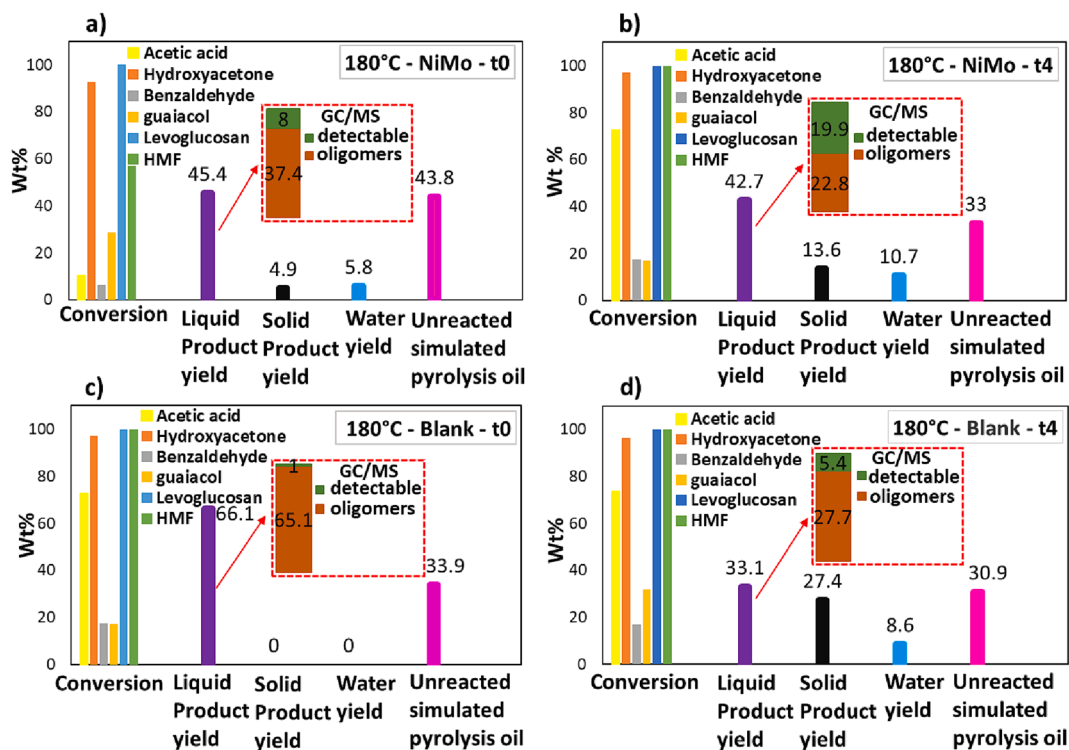 a)
180°C - NiMo - t0
Wt%
100
80
60
40
20
0
Acetic acid
Hydroxyacetone
Benzaldehyde
guaiacol
Levoglucosan
HMF
GC/MS
detectable
oligomers
8
37.4
45.4
4.9
5.8
43.8
Conversion
Liquid
Product
yield
Solid
Product
yield
Water
yield
Unreacted
simulated
pyrolysis oil
b)
180°C - NiMo - t4
Wt%
100
80
60
40
20
0
Acetic acid
Hydroxyacetone
Benzaldehyde
guaiacol
Levoglucosan
HMF
GC/MS
detectable
oligomers
19.9
22.8
42.7
13.6
10.7
33
Conversion
Liquid
Product
yield
Solid
Product
yield
Water
yield
Unreacted
simulated
pyrolysis oil
c)
180°C - Blank - t0
Wt%
100
80
60
40
20
0
Acetic acid
Hydroxyacetone
Benzaldehyde
guaiacol
Levoglucosan
HMF
GC/MS
detectable
oligomers
1
65.1
66.1
0
0
33.9
Conversion
Liquid
Product
yield
Solid
Product
yield
Water
yield
Unreacted
simulated
pyrolysis oil
d)
180°C - Blank - t4
Wt%
100
80
60
40
20
0
Acetic acid
Hydroxyacetone
Benzaldehyde
guaiacol
Levoglucosan
HMF
GC/MS
detectable
oligomers
5.4
27.7
33.1
27.4
8.6
30.9
Conversion
Liquid
Product
yield
Solid
Product
yield
Water
yield
Unreacted
simulated
pyrolysis oil